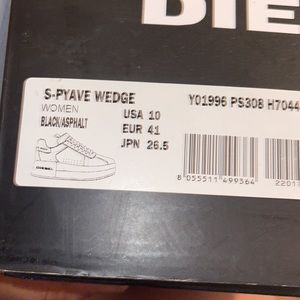 DIE
S-PYAVE WEDGE
WOMEN
BLACK/ASPHALT
USA 10
EUR 41
JPN 26.5
Y01996 PS308 H7044
DIESEL
8 055511 499364
2201